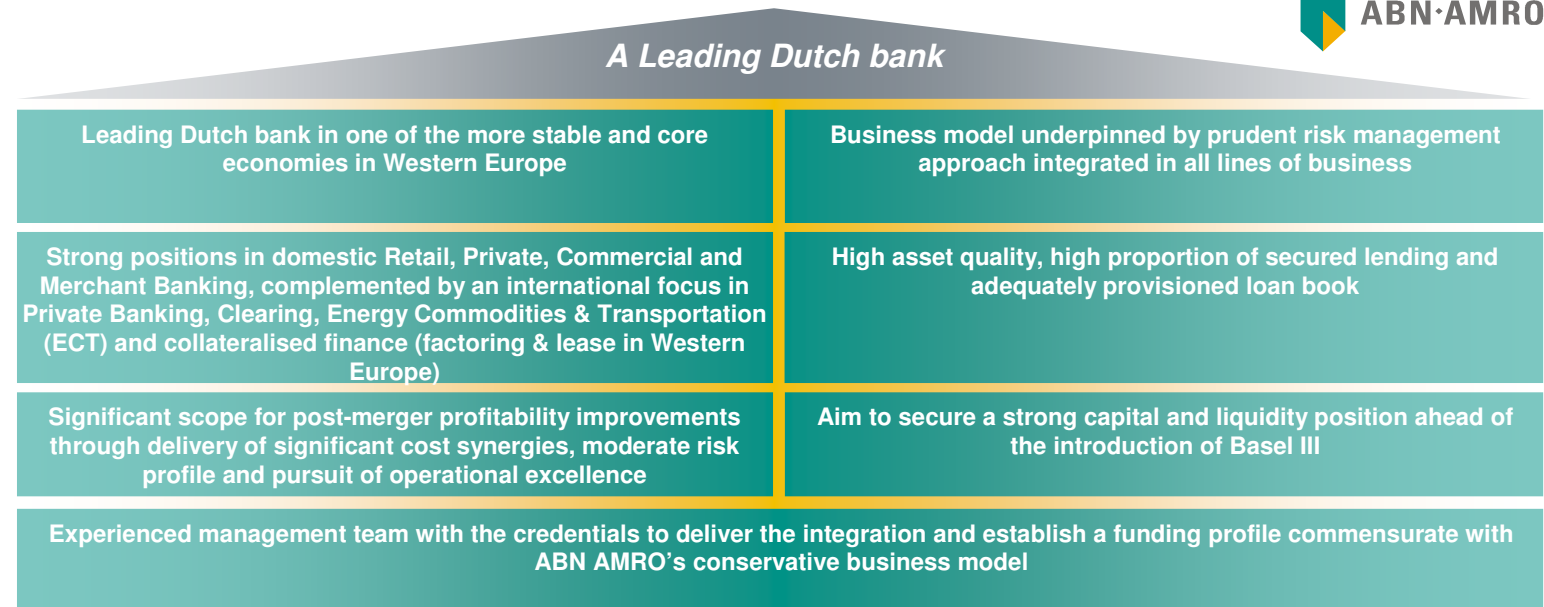 ABN·AMRO
A Leading Dutch bank
Leading Dutch bank in one of the more stable and core
economies in Western Europe
Business model underpinned by prudent risk management
approach integrated in all lines of business
Strong positions in domestic Retail, Private, Commercial and
Merchant Banking, complemented by an international focus in
Private Banking, Clearing, Energy Commodities & Transportation
(ECT) and collateralised finance (factoring & lease in Western
Europe)
High asset quality, high proportion of secured lending and
adequately provisioned loan book
Significant scope for post-merger profitability improvements
through delivery of significant cost synergies, moderate risk
profile and pursuit of operational excellence
Aim to secure a strong capital and liquidity position ahead of
the introduction of Basel III
Experienced management team with the credentials to deliver the integration and establish a funding profile commensurate with
ABN AMRO's conservative business model